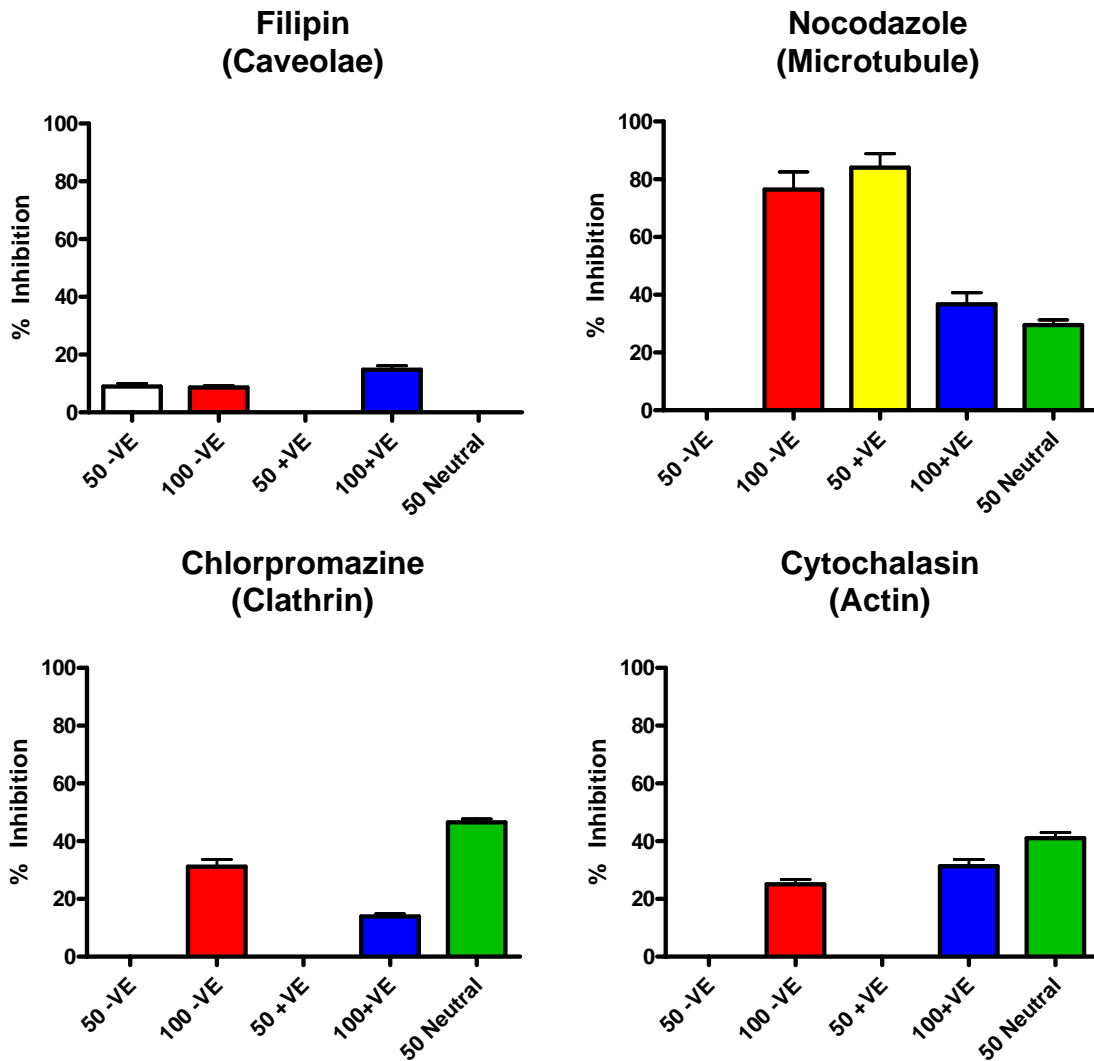 Filipin
(Caveolae)
% Inhibition
100
80
60
40
20
0
50 -VE
100 -VE
50 +VE
100+VE
50 Neutral
Nocodazole
(Microtubule)
% Inhibition
100
80
60
40
20
0
50 -VE
100 -VE
50 +VE
100+VE
50 Neutral
Chlorpromazine
(Clathrin)
% Inhibition
100
80
60
40
20
0
50 -VE
100 -VE
50 +VE
100+VE
50 Neutral
Cytochalasin
(Actin)
% Inhibition
100
80
60
40
20
0
50 -VE
100 -VE
50 +VE
100+VE
50 Neutral